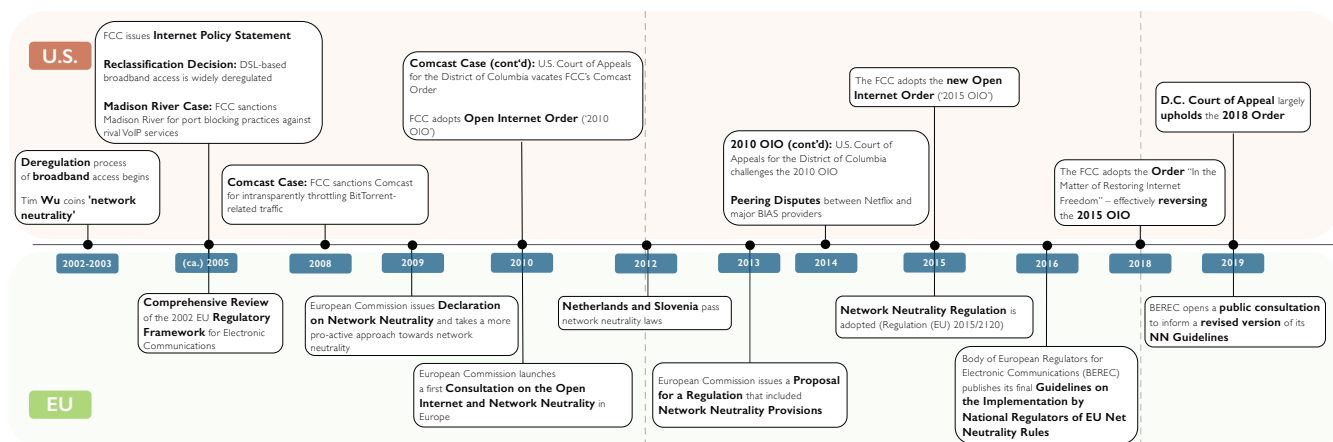 U.S.
FCC issues Internet Policy Statement
Reclassification Decision: DSL-based
broadband access is widely deregulated
Madison River Case: FCC sanctions
Madison River for port blocking practices against
rival VoIP services
Deregulation process
of broadband access begins
Tim Wu coins 'network
neutrality'
Comcast Case: FCC sanctions Comcast
for intransparently throttling BitTorrent-
related traffic
Comcast Case (cont'd): U.S. Court of Appeals
for the District of Columbia vacates FCC's Comcast
Order
FCC adopts Open Internet Order ('2010
OIO')
2010 OIO (cont'd): U.S. Court of
Appeals for the District of Columbia
challenges the 2010 OIO
Peering Disputes between Netflix and
major BIAS providers
The FCC adopts the new Open
Internet Order ('2015 OIO')
The FCC adopts the Order "In the
Matter of Restoring Internet
Freedom" – effectively reversing
the 2015 OIO
D.C. Court of Appeal largely
upholds the 2018 Order
2002-2003
(ca.) 2005
2008
2009
2010
2012
2013
2014
2015
2016
2018
2019
Comprehensive Review
of the 2002 EU Regulatory
Framework for Electronic
Communications
European Commission issues Declaration
on Network Neutrality and takes a more
pro-active approach towards network
neutrality
European Commission launches
a first Consultation on the Open
Internet and Network Neutrality in
Europe
Netherlands and Slovenia pass
network neutrality laws
European Commission issues a Proposal
for a Regulation that included
Network Neutrality Provisions
Network Neutrality Regulation is
adopted (Regulation (EU) 2015/2120)
Body of European Regulators for
Electronic Communications (BEREC)
publishes its final Guidelines on
the Implementation by
National Regulators of EU Net
Neutrality Rules
BEREC opens a public consultation
to inform a revised version of its
NN Guidelines
EU